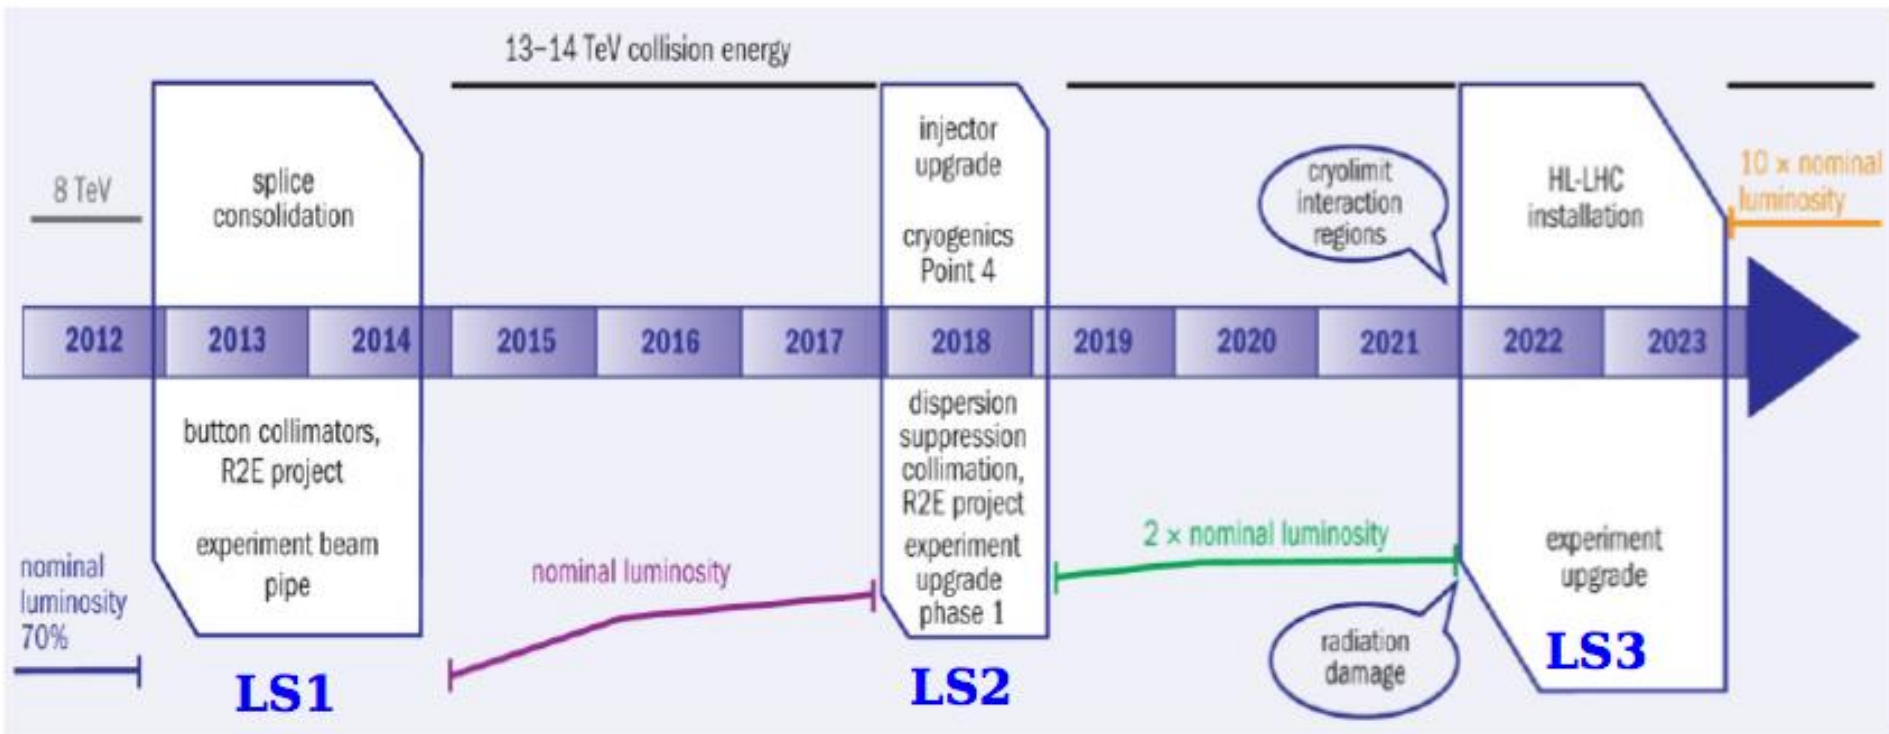 13–14 TeV collision energy
8 TeV
splice
consolidation
injector
upgrade
cryogenics
Point 4
cryolimit
interaction
regions
HL-LHC
installation
10 × nominal
luminosity
2012 2013 2014 2015 2016 2017 2018 2019 2020 2021 2022 2023
nominal
luminosity
70%
button collimators,
R2E project
experiment beam
pipe
LS1
nominal luminosity
dispersion
suppression
collimation,
R2E project
experiment
upgrade
phase 1
LS2
2 × nominal luminosity
radiation
damage
experiment
upgrade
LS3